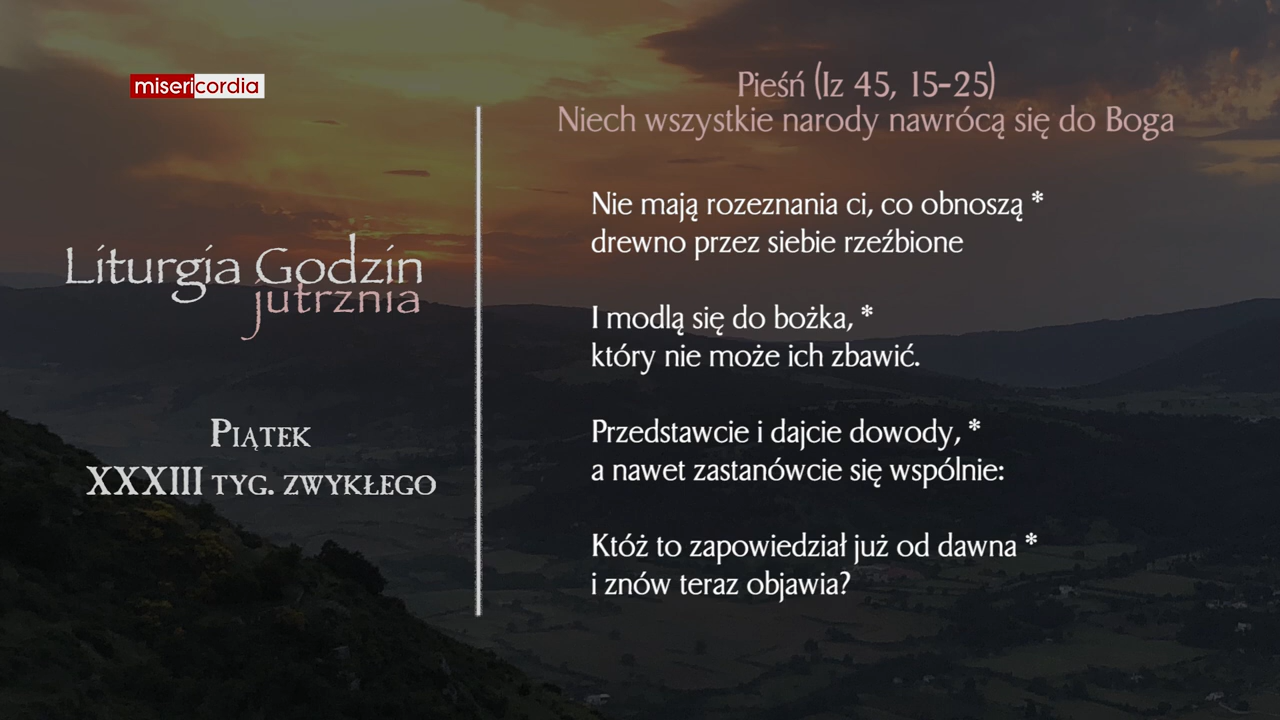 misericordia
Liturgia Godzin
jutrznia
Piątek
XXXIII tyg. zwykłego
Pieśń (Iz 45, 15-25)
Niech wszystkie narody nawrócą się do Boga
Nie mają rozeznania ci, co obnoszą *
drewno przez siebie rzeźbione
I modlą się do bożka, *
który nie może ich zbawić.
Przedstawcie i dajcie dowody, *
a nawet zastanówcie się wspólnie:
Któż to zapowiedział już od dawna *
i znów teraz objawia?